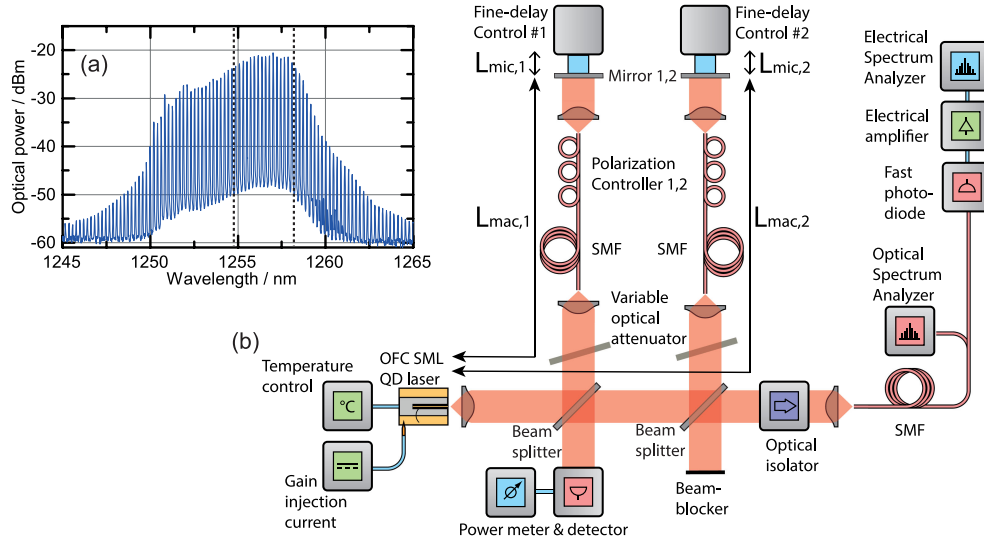 (a)
Optical power / dBm
-20
-30
-40
-50
-60
1245
1250
1255
1260
1265
Wavelength / nm
Fine-delay
Control #1
Fine-delay
Control #2
Lmic,1
Mirror 1,2
Lmic,2
Polarization
Controller 1,2
Lmac,1
Lmac,2
SMF
SMF
Variable
optical
attenuator
Electrical
Spectrum
Analyzer
Electrical
amplifier
Fast
photo-
diode
Optical
Spectrum
Analyzer
(b)
Temperature
control
OFC SML
QD laser
°C
Gain
injection
current
Beam
splitter
Beam
splitter
Optical
isolator
SMF
Power meter & detector
Beam-
blocker